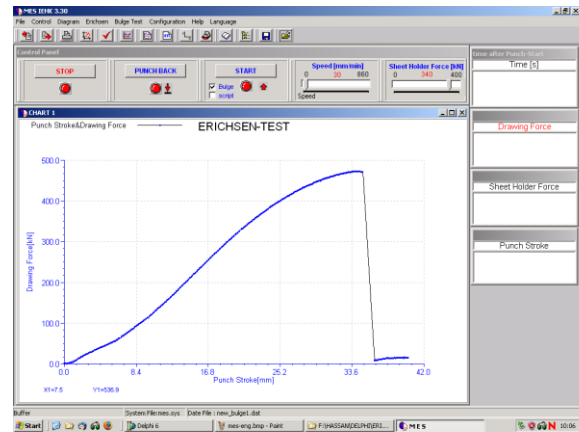 MES IEHK 3.30
File Control Diagram Erichsen Bulge Test Configuration Help Language
Control Panel
STOP
PUNCH BACK
START
Bulge
script
Speed [mm/min]
0 20 860
Speed
Sheet Holder Force [kN]
0 340 400
time after Punch-Start
Time [s]
Drawing Force
Sheet Holder Force
Punch Stroke
CHART 1
Punch Stroke&Drawing Force
ERICHSEN-TEST
500.0
400.0
300.0
200.0
100.0
0.0
Drawing Force[kN]
0.0 8.4 16.8 25.2 33.6 42.0
Punch Stroke[mm]
X1=7.5 Y1=536.9
Buffer System File:mes.sys Date File : new_bulge1.dat
Start Delphi 6 mes-eng.bmp - Paint F:\HASSAM\DELPHI\ERI... MES 10:06